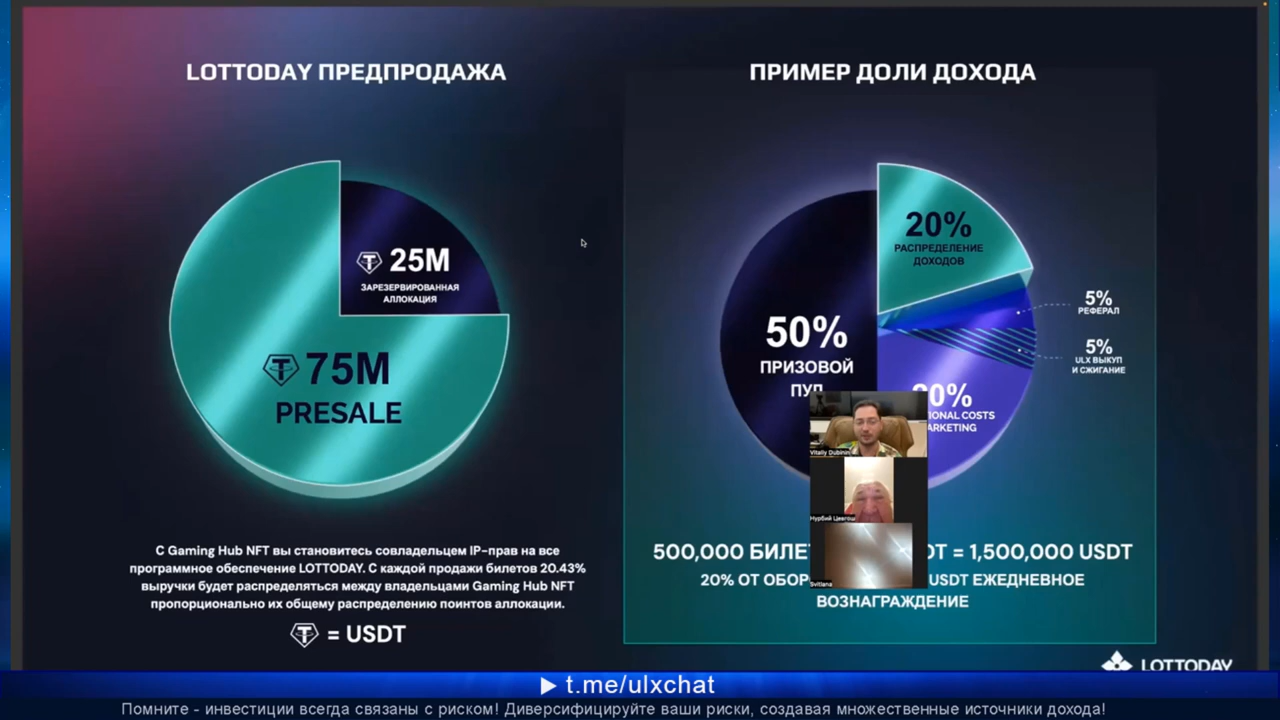 LOTTODAY ПРЕДПРОДАЖА
25M
ЗАРЕЗЕРВИРОВАННАЯ
АЛЛОКАЦИЯ
75M
PRESALE
С Gaming Hub NFT вы становитесь совладельцем IP-прав на все
программное обеспечение LOTTODAY. С каждой продажи билетов 20.43%
выручки будет распределяться между владельцами Gaming Hub NFT
пропорционально их общему распределению поинтов аллокации.
= USDT
ПРИМЕР ДОЛИ ДОХОДА
20%
РАСПРЕДЕЛЕНИЕ
ДОХОДОВ
5%
РЕФЕРАЛ
5%
ULX ВЫКУП
И СЖИГАНИЕ
50%
ПРИЗОВОЙ
COSTS
Vitaliy Dubinin
Нурбий
Svitlana
500,000 = 1,500,000 USDT
20% ОТ USDT ЕЖЕДНЕВНОЕ
ВОЗНАГРАЖДЕНИЕ
LOTTODAY
t.me/ulxchat
Помните - инвестиции всегда связаны с риском! Диверсифицируйте ваши риски, создавая множественные источники дохода!